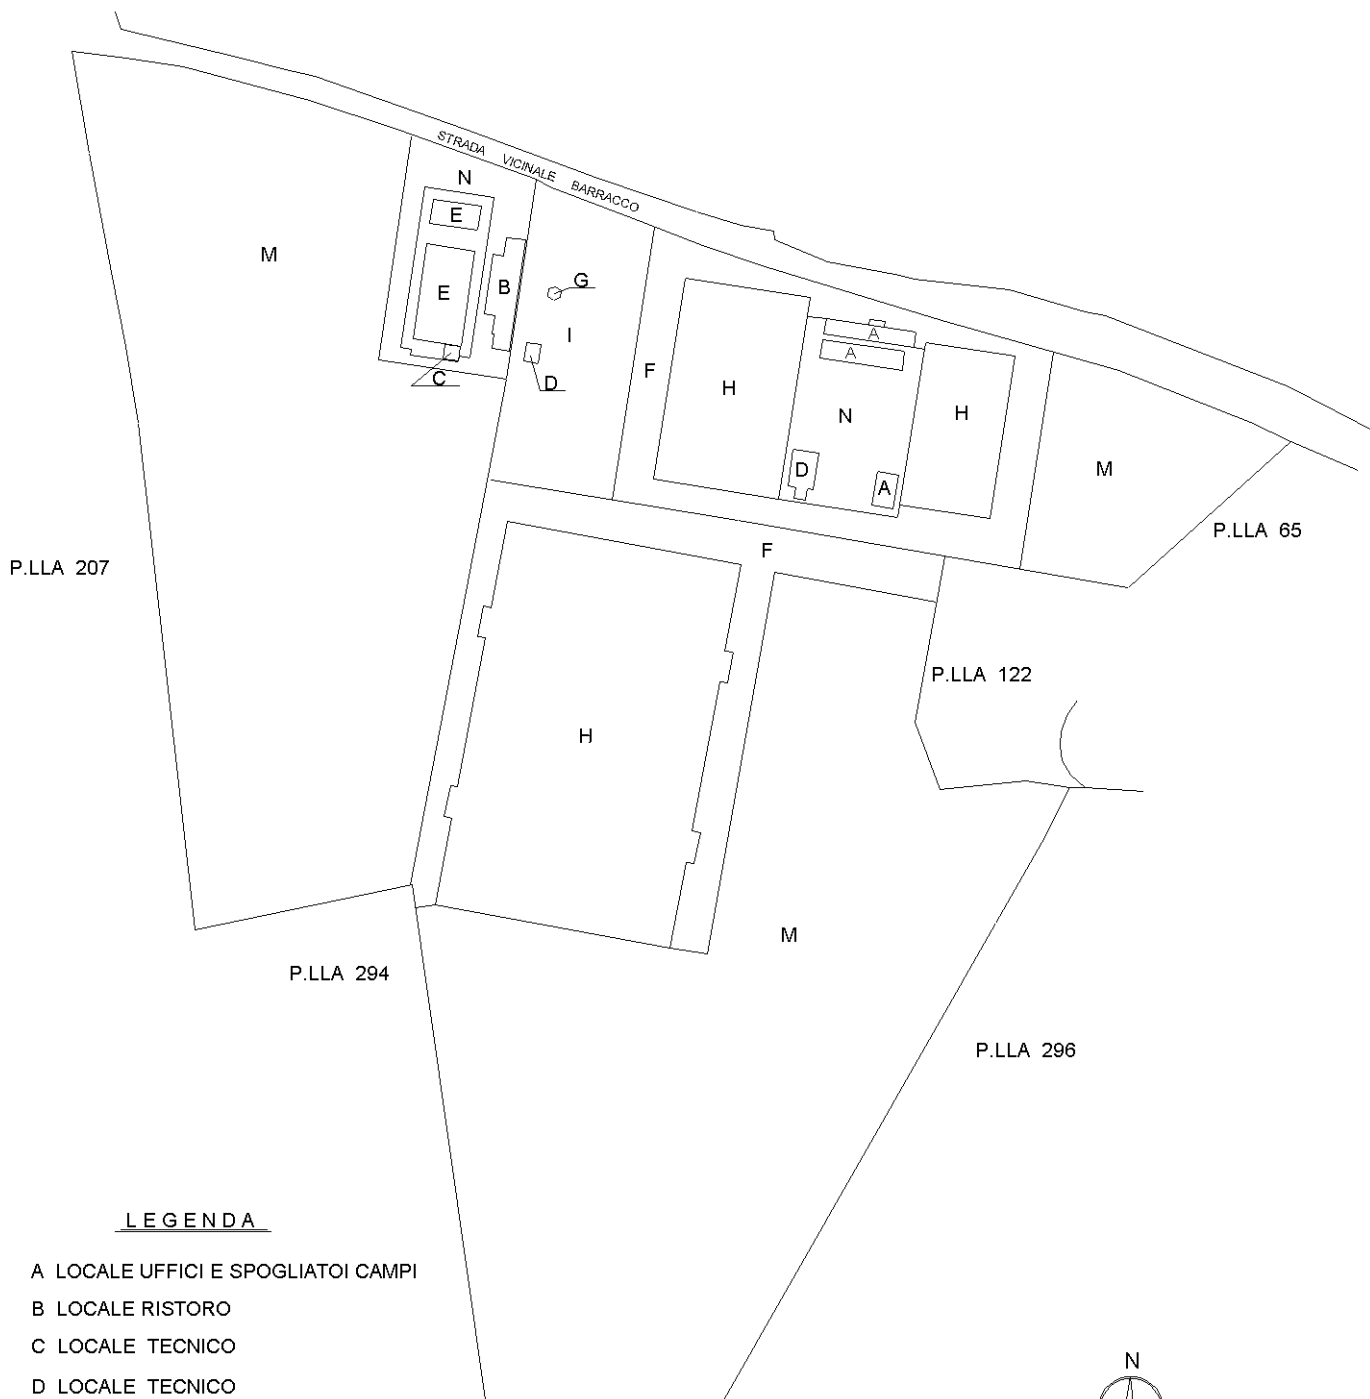 STRADA VICINALE BARRACCO
N
E
M
G
B
E
I
A
A
F
C
D
H
N
H
D
A
M
P.LLA 65
F
P.LLA 207
P.LLA 122
H
M
P.LLA 294
P.LLA 296
LEGENDA
A LOCALE UFFICI E SPOGLIATOI CAMPI
B LOCALE RISTORO
C LOCALE TECNICO
D LOCALE TECNICO
N